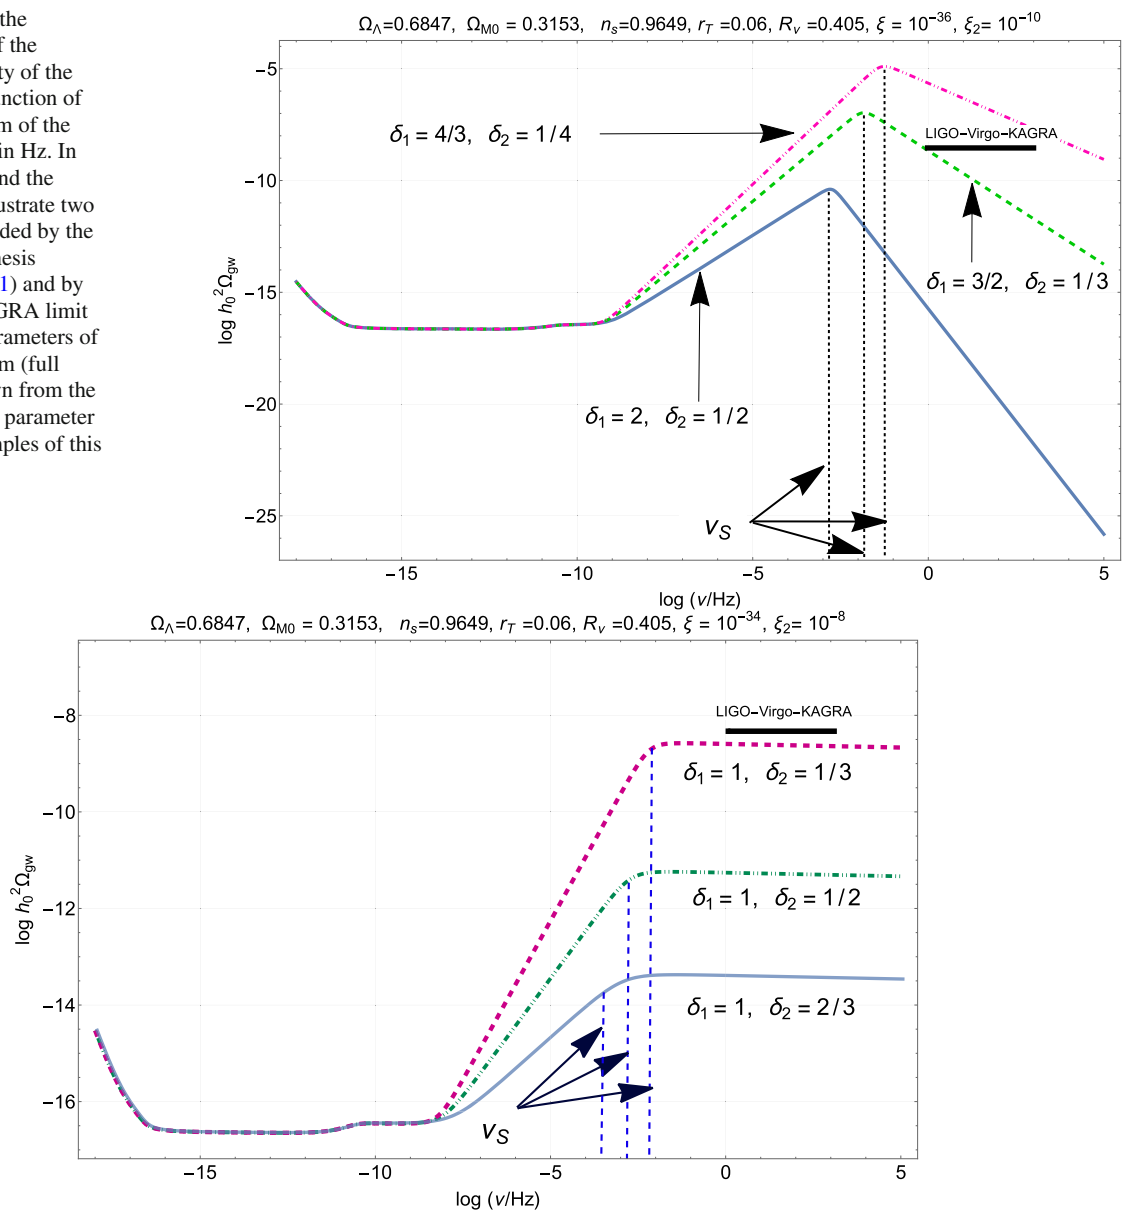 the
f the
ty of the
unction of
m of the
in Hz. In
nd the
ustrate two
ded by the
nesis
1) and by
GRA limit
rameters of
m (full
n from the
parameter
nples of this
Ω_Λ=0.6847, Ω_M0 = 0.3153, n_s=0.9649, r_T =0.06, R_ν =0.405, ξ = 10^−36, ξ_2= 10^−10
−5
−10
−15
−20
−25
log h_0^2 Ω_gw
δ_1 = 4/3, δ_2 = 1/4
LIGO−Virgo−KAGRA
δ_1 = 3/2, δ_2 = 1/3
δ_1 = 2, δ_2 = 1/2
ν_S
−15 −10 −5 0 5
log (ν/Hz)
Ω_Λ=0.6847, Ω_M0 = 0.3153, n_s=0.9649, r_T =0.06, R_ν =0.405, ξ = 10^−34, ξ_2= 10^−8
−8
−10
−12
−14
−16
log h_0^2 Ω_gw
LIGO−Virgo−KAGRA
δ_1 = 1, δ_2 = 1/3
δ_1 = 1, δ_2 = 1/2
δ_1 = 1, δ_2 = 2/3
ν_S
−15 −10 −5 0 5
log (ν/Hz)